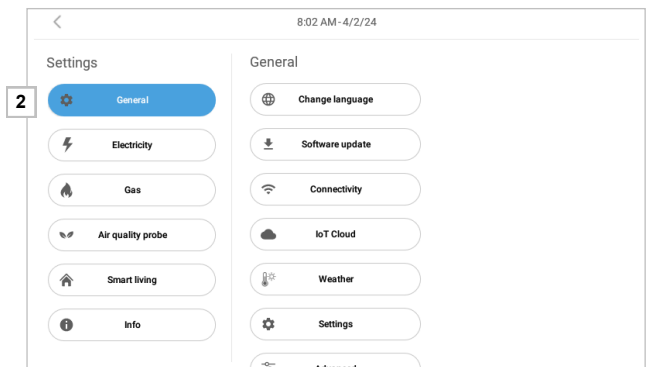 8:02 AM - 4/2/24
Settings
General
2
General
Electricity
Gas
Air quality probe
Smart living
Info
Change language
Software update
Connectivity
IoT Cloud
Weather
Settings